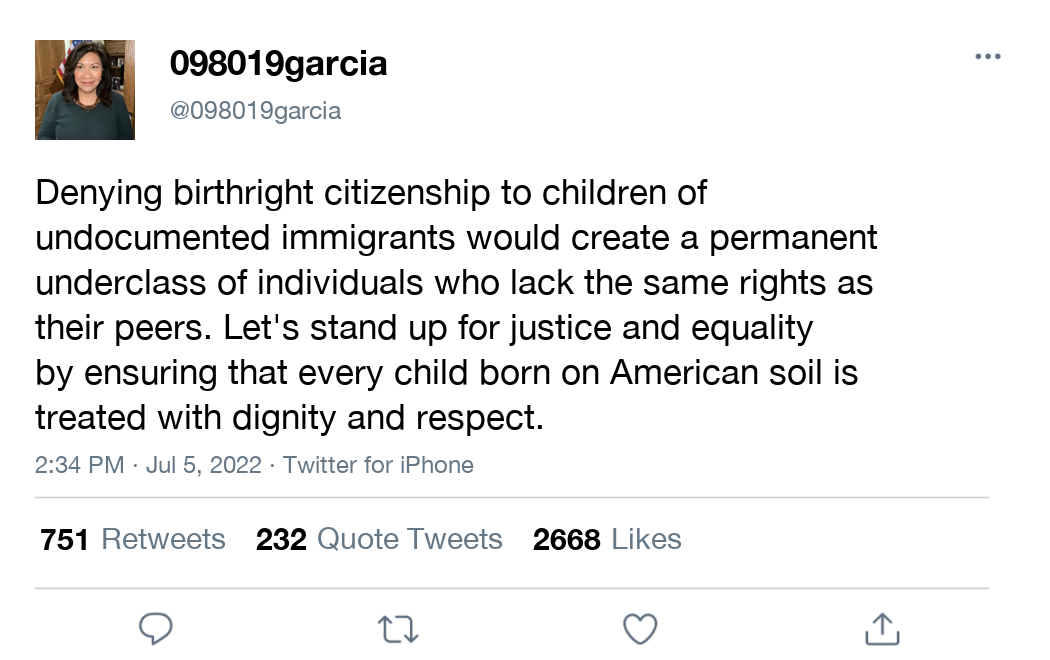 098019garcia
@098019garcia
Denying birthright citizenship to children of
undocumented immigrants would create a permanent
underclass of individuals who lack the same rights as
their peers. Let's stand up for justice and equality
by ensuring that every child born on American soil is
treated with dignity and respect.
2:34 PM · Jul 5, 2022 · Twitter for iPhone
751 Retweets 232 Quote Tweets 2668 Likes